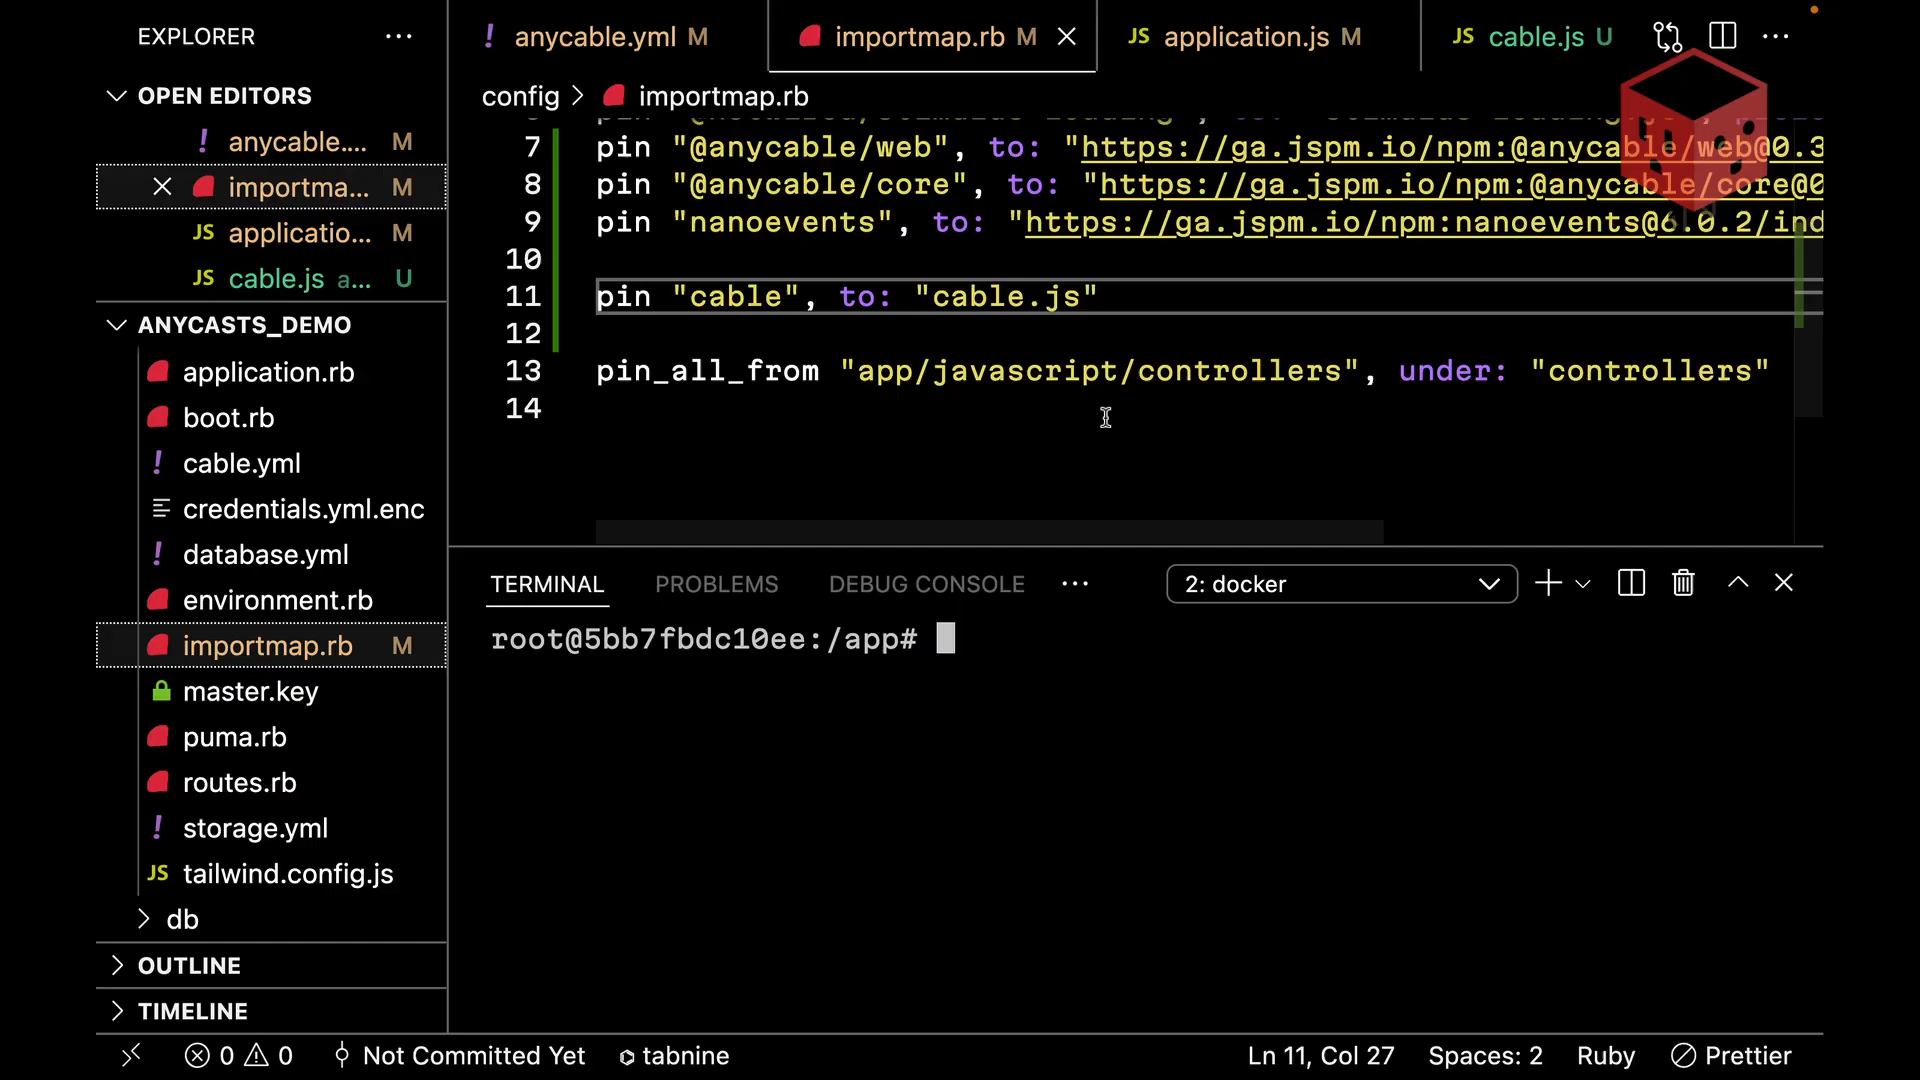 EXPLORER
OPEN EDITORS
! anycable.... M
importma... M
JS applicatio... M
JS cable.js a... U
ANYCASTS_DEMO
application.rb
boot.rb
! cable.yml
credentials.yml.enc
! database.yml
environment.rb
importmap.rb M
master.key
puma.rb
routes.rb
! storage.yml
JS tailwind.config.js
db
OUTLINE
TIMELINE
! anycable.yml M
importmap.rb M
JS application.js M
JS cable.js U
config > importmap.rb
7 pin "@anycable/web", to: "https://ga.jspm.io/npm:@anycable/web@0.3
8 pin "@anycable/core", to: "https://ga.jspm.io/npm:@anycable/core@0
9 pin "nanoevents", to: "https://ga.jspm.io/npm:nanoevents@6.0.2/ind
10
11 pin "cable", to: "cable.js"
12
13 pin_all_from "app/javascript/controllers", under: "controllers"
14
TERMINAL PROBLEMS DEBUG CONSOLE 2: docker
root@5bb7fbdc10ee:/app#
0 0 Not Committed Yet tabnine Ln 11, Col 27 Spaces: 2 Ruby Prettier